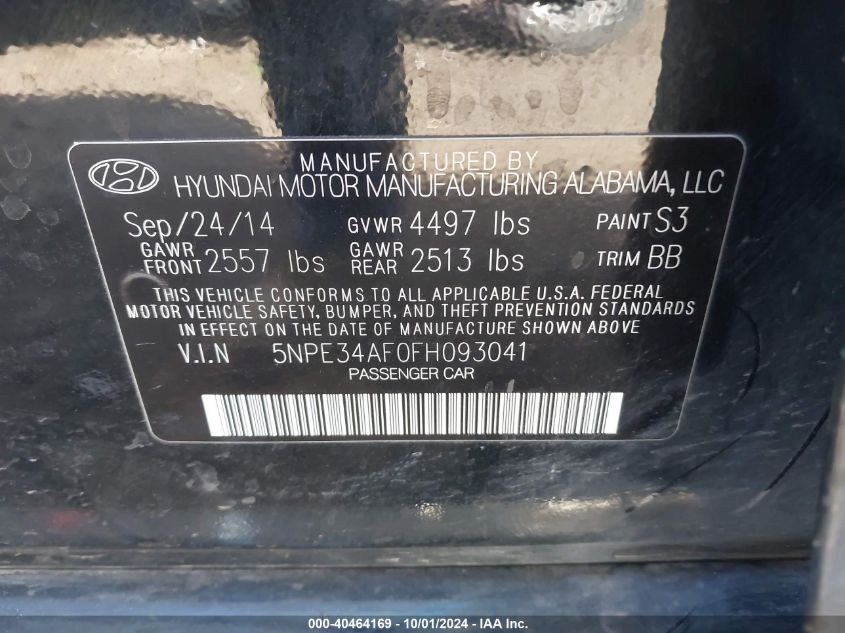 MANUFACTURED BY
HYUNDAI MOTOR MANUFACTURING ALABAMA, LLC
Sep/24/14 GVWR 4497 lbs PAINT S3
GAWR FRONT 2557 lbs GAWR REAR 2513 lbs TRIM BB
THIS VEHICLE CONFORMS TO ALL APPLICABLE U.S.A. FEDERAL
MOTOR VEHICLE SAFETY, BUMPER, AND THEFT PREVENTION STANDARDS
IN EFFECT ON THE DATE OF MANUFACTURE SHOWN ABOVE
V.I.N 5NPE34AF0FH093041
PASSENGER CAR
000-40464169 - 10/01/2024 - IAA Inc.